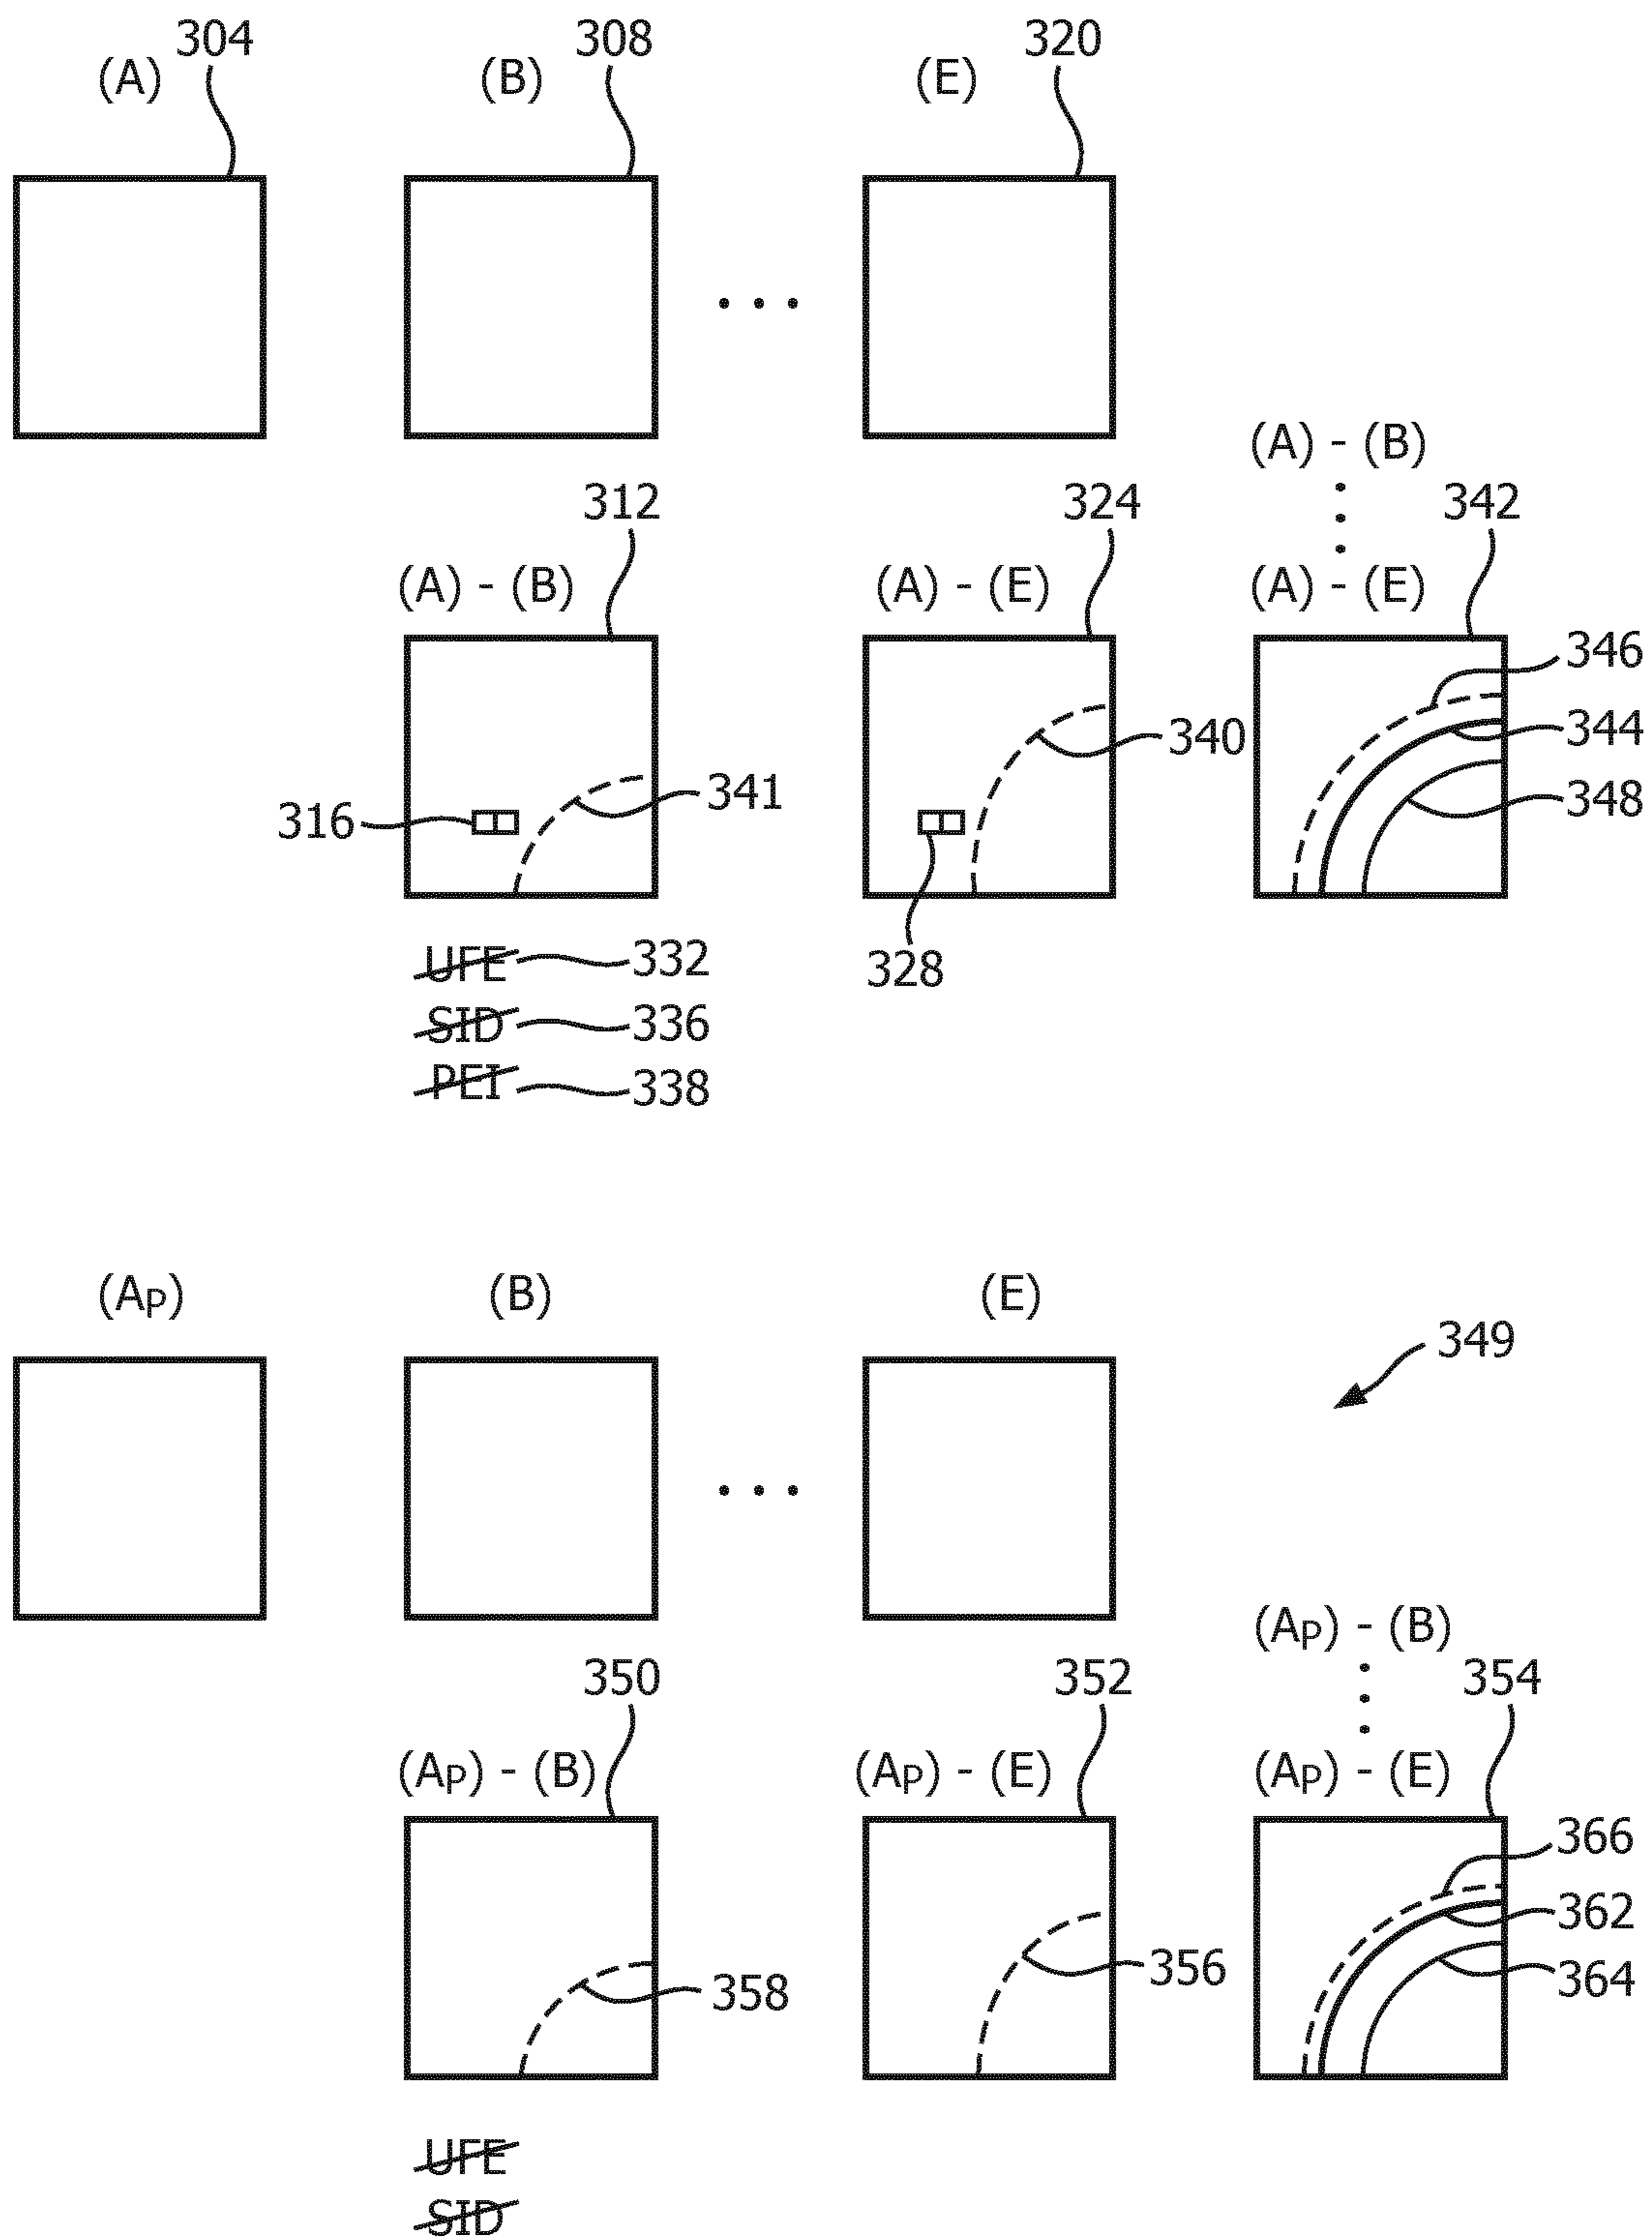 304 308 320
(A) (B) (E)
. . .
(A) - (B)
312 324 342
(A) - (B) (A) - (E) (A) - (E)
346
344
340
341
348
316
328
UFE 332
SID 336
PEI 338
(AP) (B) (E)
349
. . .
(AP) - (B)
350 352 354
(AP) - (B) (AP) - (E) (AP) - (E)
366
362
356
364
358
UFE
SID